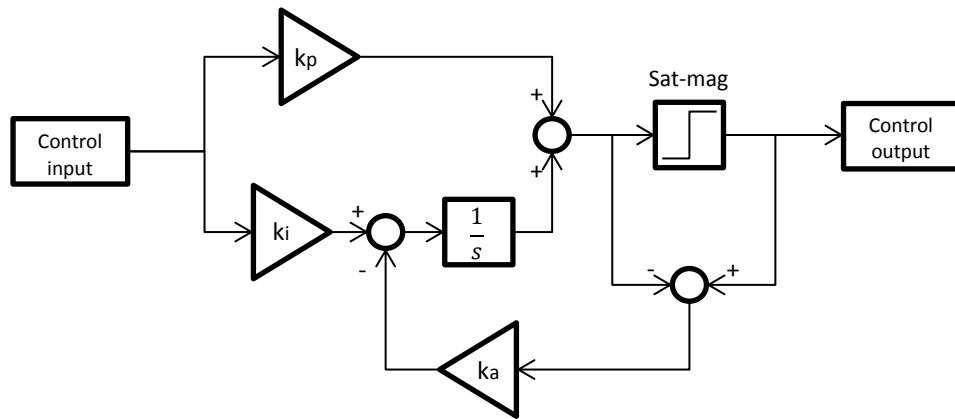 kp
+
Sat-mag
Control
input
Control
output
+
ki
+
-
1
s
-
+
ka